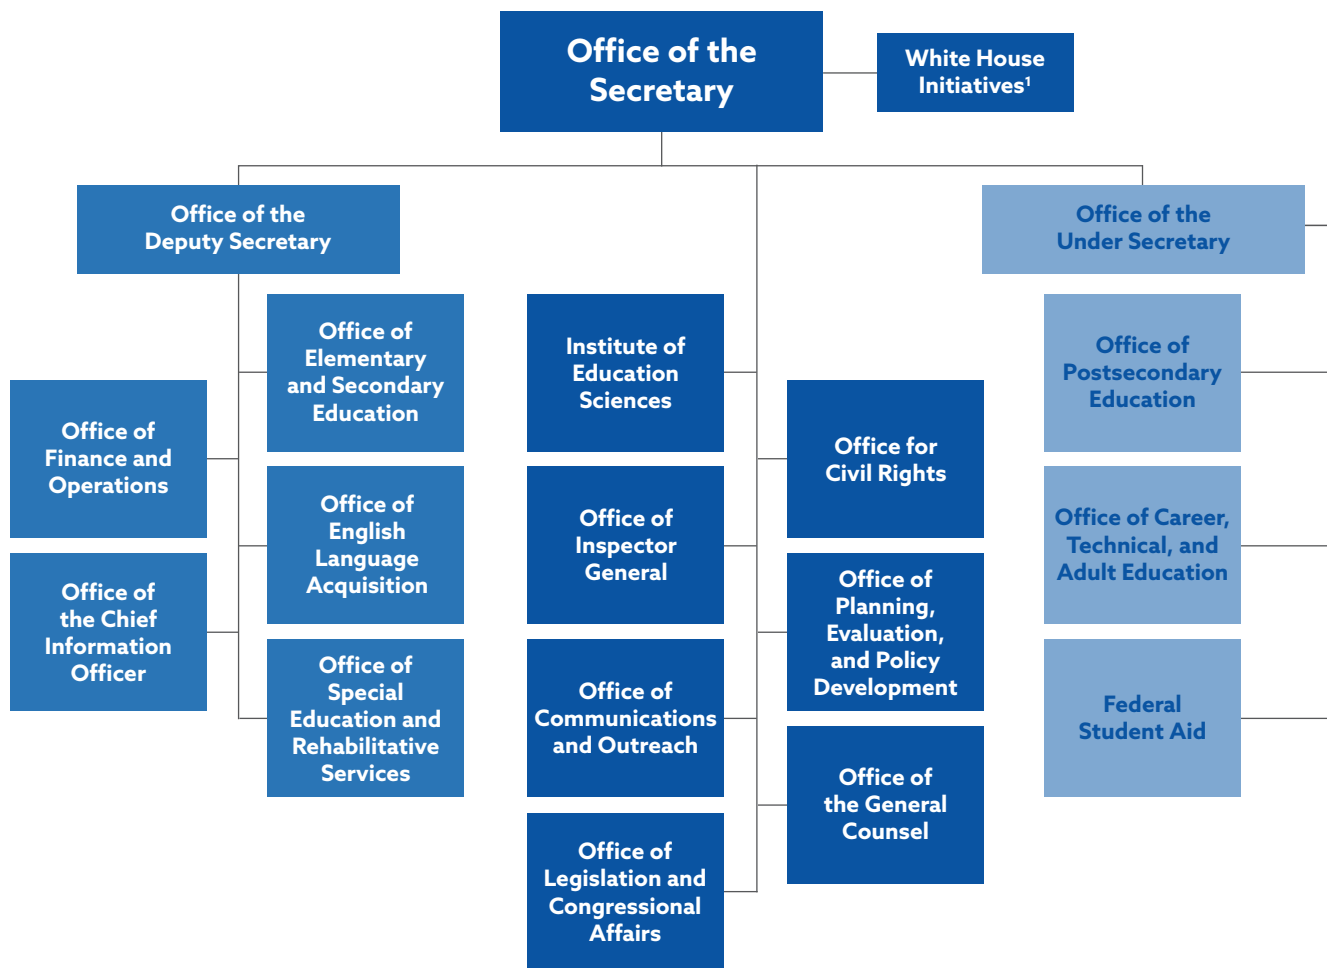 Office of the
Secretary
White House
Initiatives¹
Office of the
Deputy Secretary
Office of the
Under Secretary
Office of
Elementary
and Secondary
Education
Office of
Finance and
Operations
Office of
English
Language
Acquisition
Office of
the Chief
Information
Officer
Office of
Special
Education and
Rehabilitative
Services
Institute of
Education
Sciences
Office for
Civil Rights
Office of
Inspector
General
Office of
Planning,
Evaluation,
and Policy
Development
Office of
Communications
and Outreach
Office of
the General
Counsel
Office of
Legislation and
Congressional
Affairs
Office of
Postsecondary
Education
Office of Career,
Technical, and
Adult Education
Federal
Student Aid